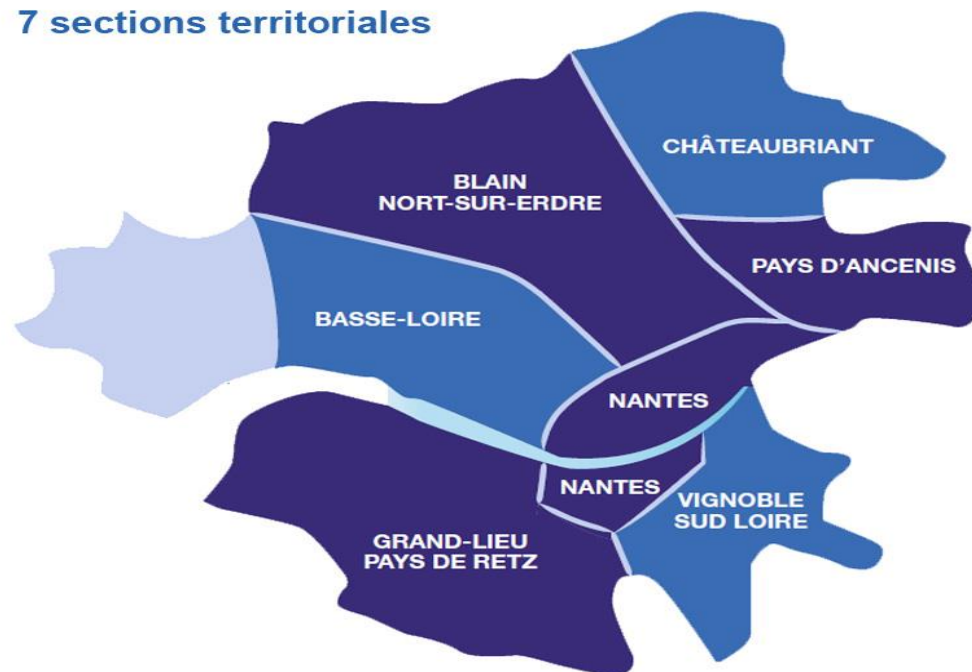 7 sections territoriales
CHÂTEAUBRIANT
BLAIN
NORT-SUR-ERDRE
PAYS D'ANCENIS
BASSE-LOIRE
NANTES
NANTES
VIGNOBLE
SUD LOIRE
GRAND-LIEU
PAYS DE RETZ